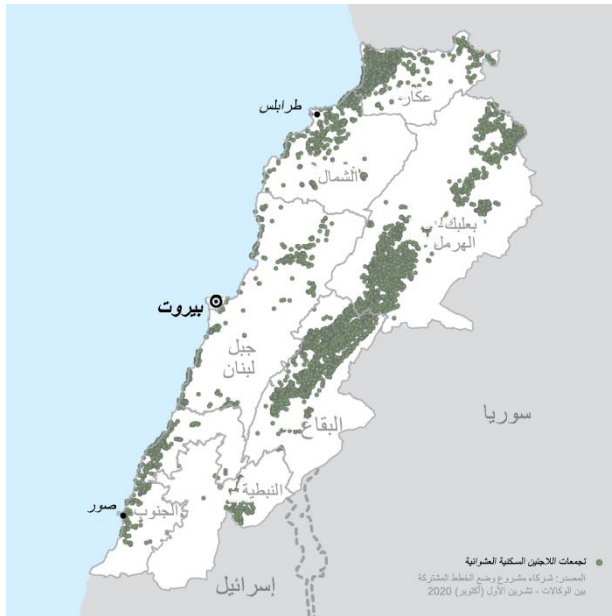 عكار
طرابلس
الشمال
بعلبك-
الهرمل
بيروت
جبل
لبنان
البقاع
سوريا
النبطية
صور
الجنوب
إسرائيل
تجمعات اللاجئين السكنية العشوائية
المصدر: شركاء مشروع وضع الخطط المشتركة
بين الوكالات - تشرين الأول (أكتوبر) 2020